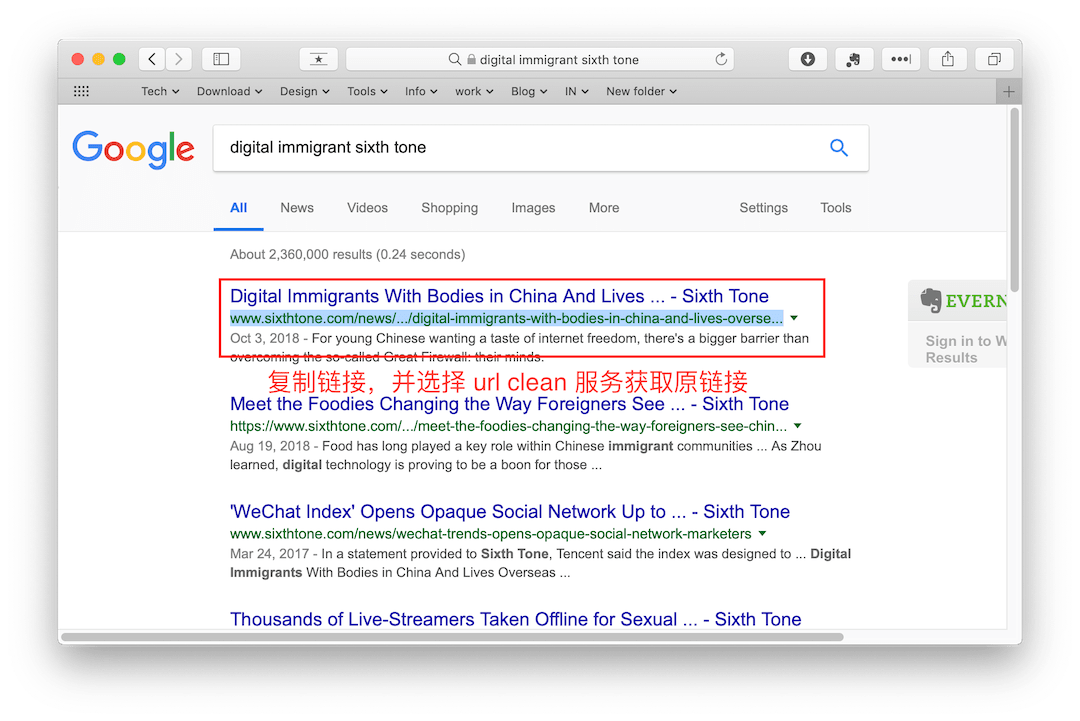 digital immigrant sixth tone
Tech Download Design Tools Info work Blog IN New folder
Google
digital immigrant sixth tone
All News Videos Shopping Images More Settings Tools
About 2,360,000 results (0.24 seconds)
Digital Immigrants With Bodies in China And Lives ... - Sixth Tone
www.sixthtone.com/news/.../digital-immigrants-with-bodies-in-china-and-lives-overse...
Oct 3, 2018 - For young Chinese wanting a taste of internet freedom, there's a bigger barrier than
overcoming the so-called Great Firewall: their minds.
EVERN
Sign in to W
Results
复制链接，并选择 url clean 服务获取原链接
Meet the Foodies Changing the Way Foreigners See ... - Sixth Tone
https://www.sixthtone.com/.../meet-the-foodies-changing-the-way-foreigners-see-chin...
Aug 19, 2018 - Food has long played a key role within Chinese immigrant communities ... As Zhou
learned, digital technology is proving to be a boon for those ...
'WeChat Index' Opens Opaque Social Network Up to ... - Sixth Tone
www.sixthtone.com/news/wechat-trends-opens-opaque-social-network-marketers
Mar 24, 2017 - In a statement provided to Sixth Tone, Tencent said the index was designed to ... Digital
Immigrants With Bodies in China And Lives Overseas ...
Thousands of Live-Streamers Taken Offline for Sexual ... - Sixth Tone